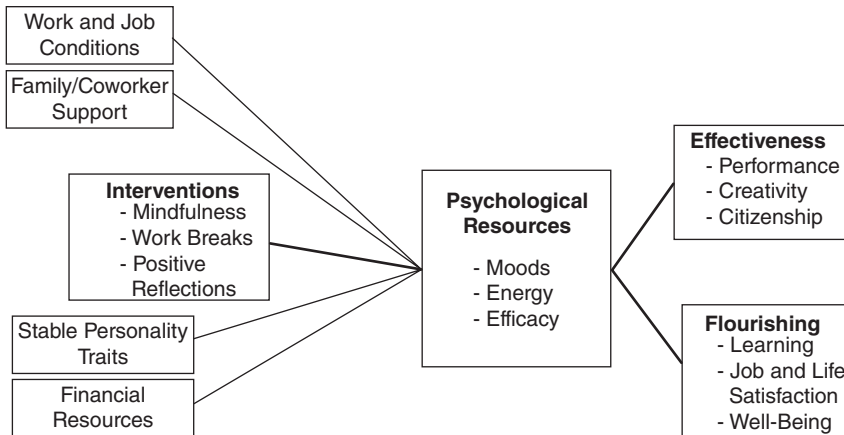 Work and Job
Conditions
Family/Coworker
Support
Interventions
- Mindfulness
- Work Breaks
- Positive
Reflections
Stable Personality
Traits
Financial
Resources
Psychological
Resources
- Moods
- Energy
- Efficacy
Effectiveness
- Performance
- Creativity
- Citizenship
Flourishing
- Learning
- Job and Life
Satisfaction
- Well-Being